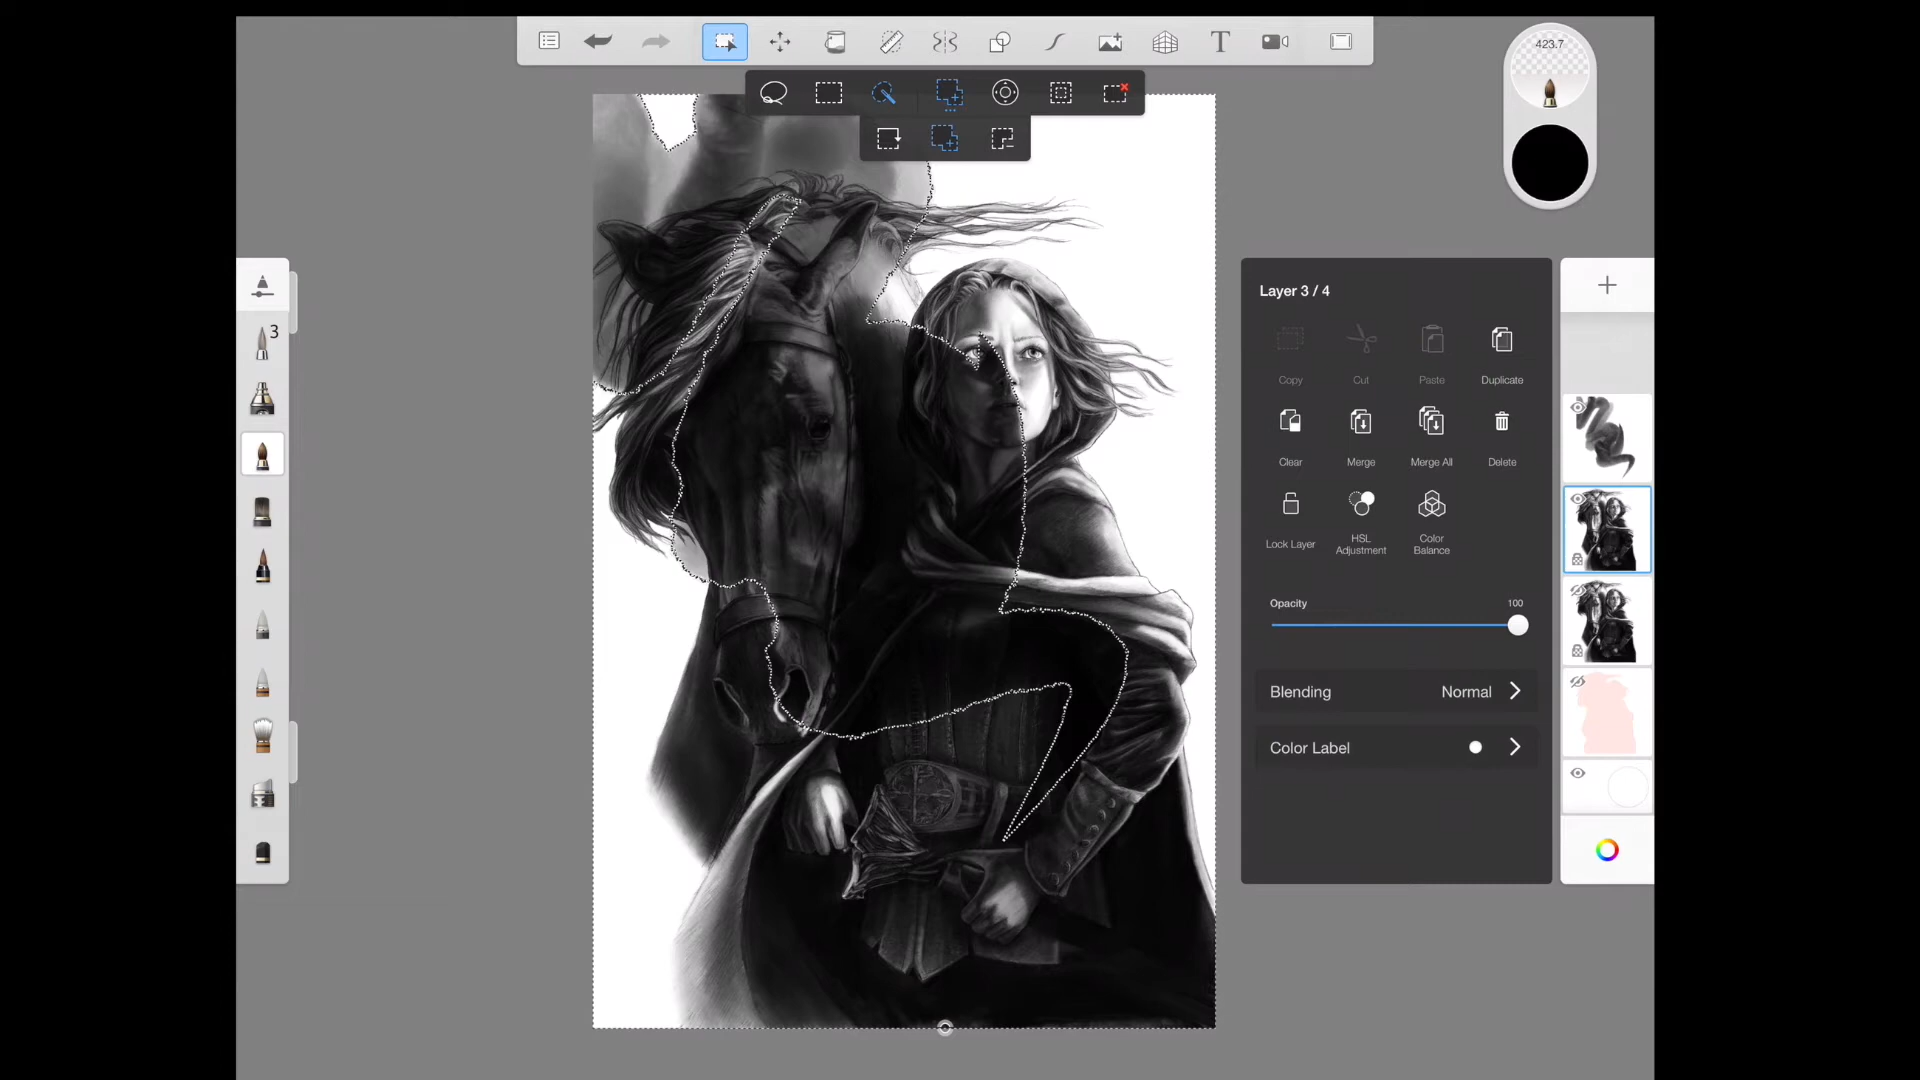 T
423.7
3
Layer 3 / 4
Copy Cut Paste Duplicate
Clear Merge Merge All Delete
Lock Layer HSL Adjustment Color Balance
Opacity 100
Blending Normal
Color Label